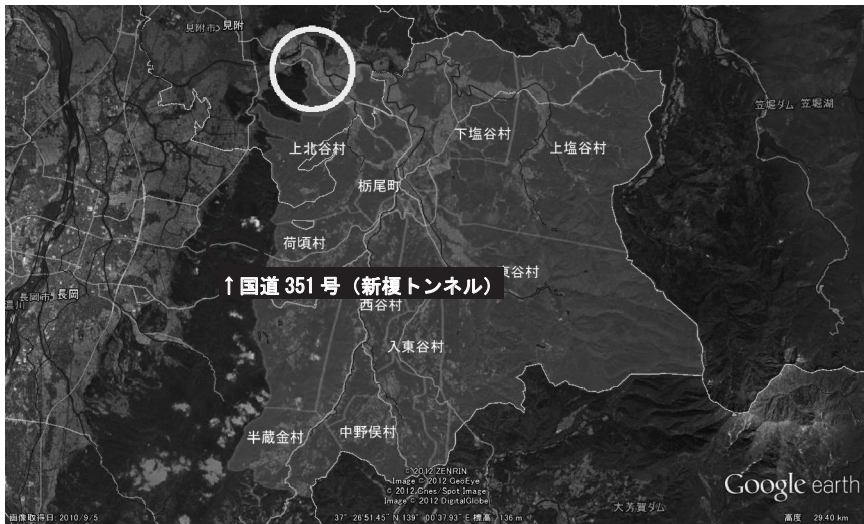 見附市 見附
笠堀ダム 笠堀湖
下塩谷村
上北谷村
上塩谷村
栃尾町
荷頃村
東谷村
↑国道 351 号（新榎トンネル）
長岡市 長岡
西谷村
入東谷村
中野俣村
半蔵金村
© 2012 ZENRIN
Image © 2012 GeoEye
© 2012 Cnes/Spot Image
Image © 2012 DigitalGlobe
Google earth
大芳賀ダム
画像取得日: 2010/9/5
37° 26'51.45" N 139° 00'37.93" E 標高 136 m
高度 29.40 km